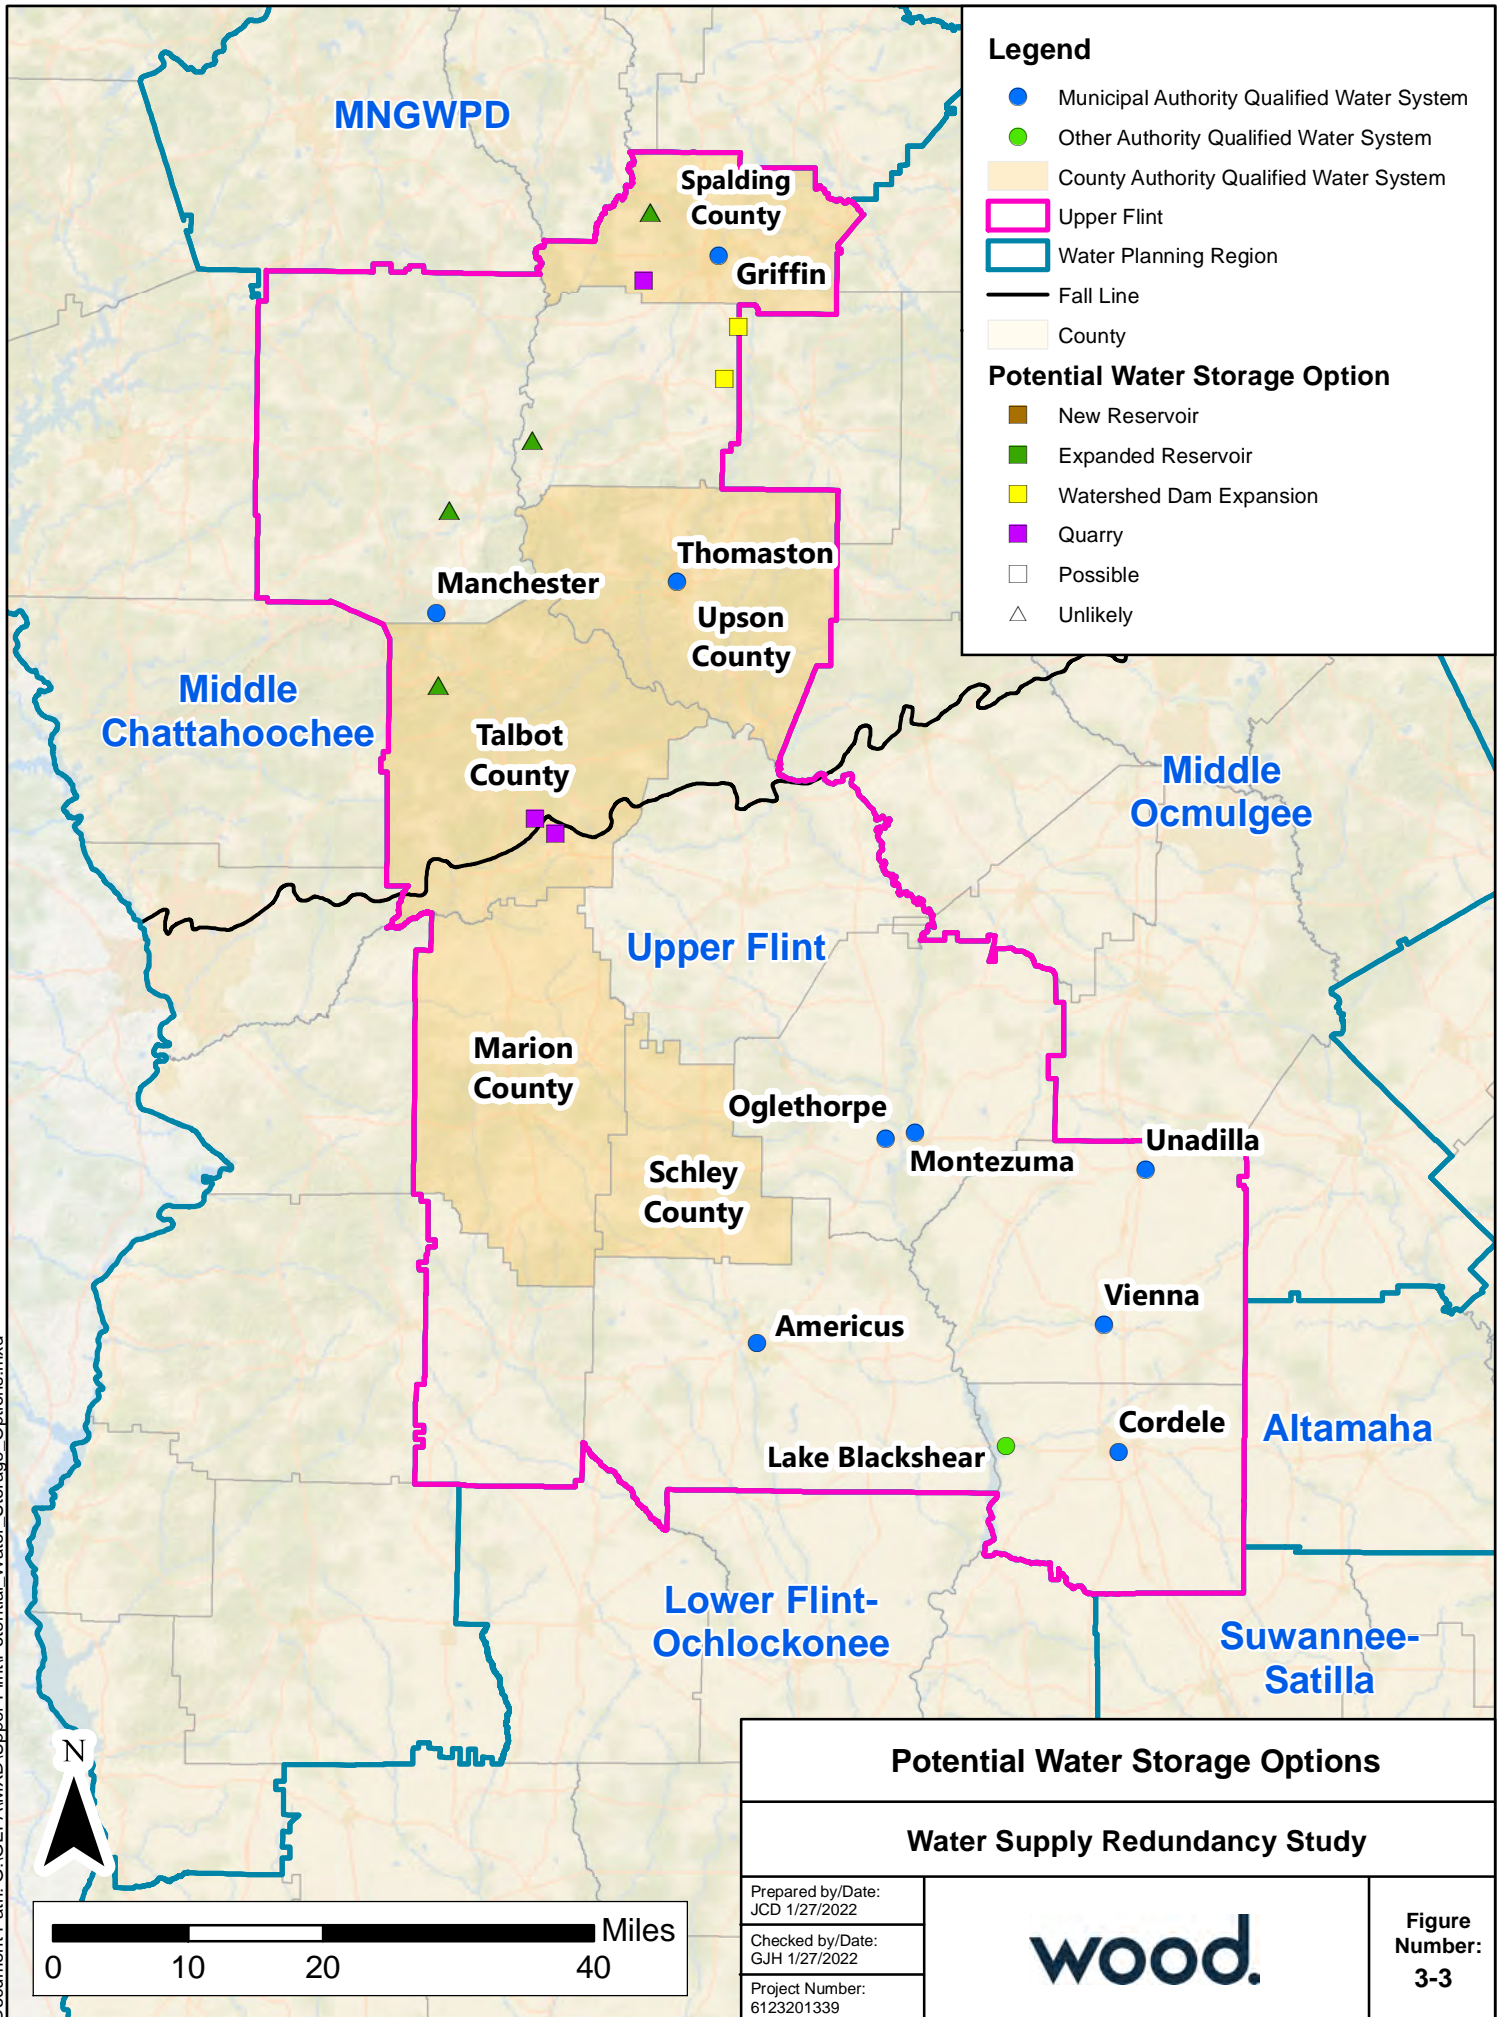 MNGWPD
Spalding
County
Griffin
Thomaston
Manchester
Upson
County
Middle
Chattahoochee
Talbot
County
Middle
Ocmulgee
Upper Flint
Marion
County
Oglethorpe
Montezuma
Unadilla
Schley
County
Vienna
Americus
Cordele
Lake Blackshear
Altamaha
Lower Flint-
Ochlockonee
Suwannee-
Satilla
Legend
Municipal Authority Qualified Water System
Other Authority Qualified Water System
County Authority Qualified Water System
Upper Flint
Water Planning Region
Fall Line
County
Potential Water Storage Option
New Reservoir
Expanded Reservoir
Watershed Dam Expansion
Quarry
Possible
Unlikely
N
Miles
0 10 20 40
Potential Water Storage Options
Water Supply Redundancy Study
Prepared by/Date:
JCD 1/27/2022
Checked by/Date:
GJH 1/27/2022
Project Number:
6123201339
wood.
Figure
Number:
3-3